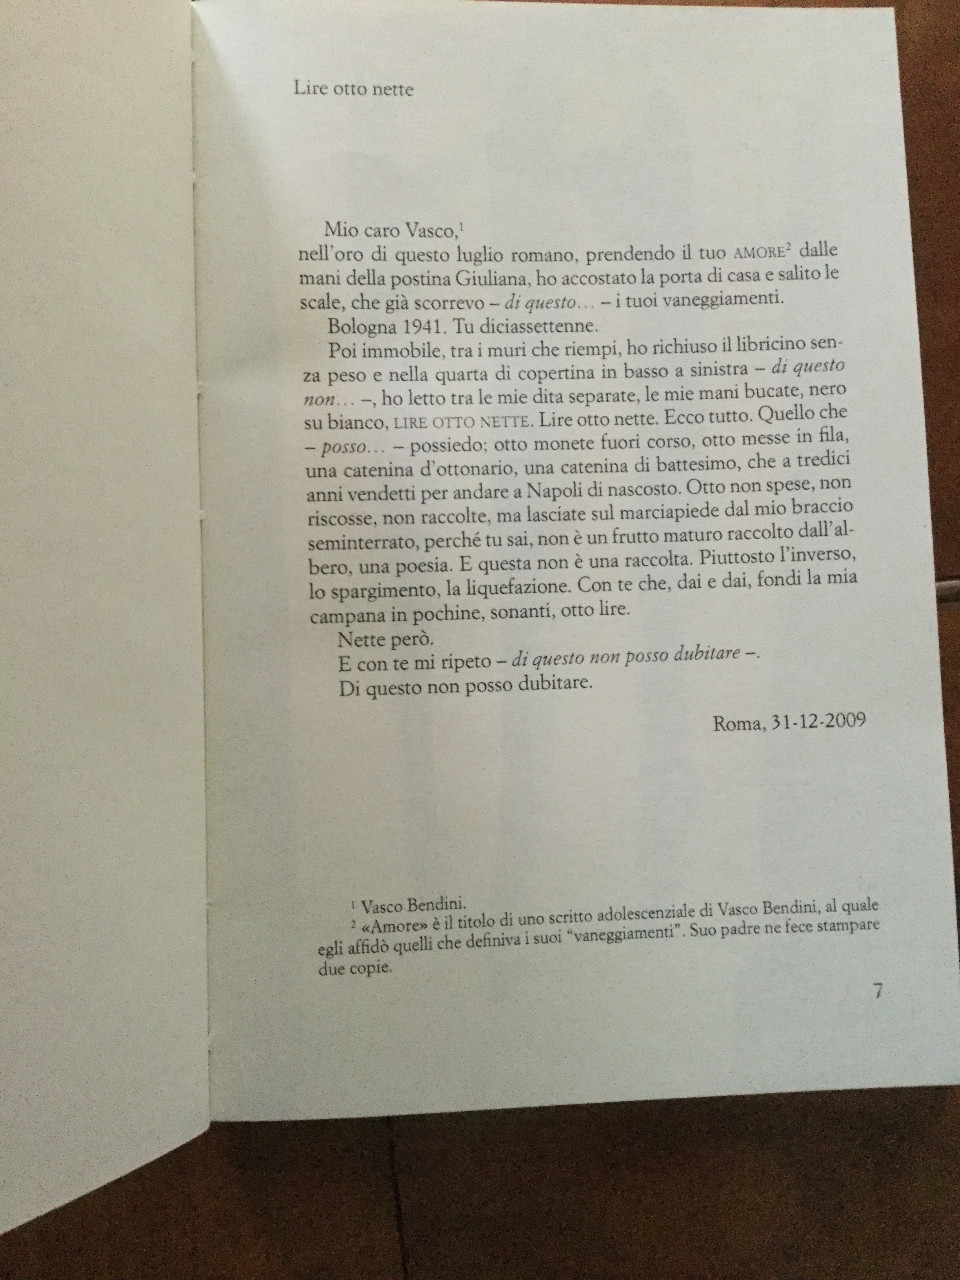 Lire otto nette
Mio caro Vasco,¹
nell'oro di questo luglio romano, prendendo il tuo AMORE² dalle
mani della postina Giuliana, ho accostato la porta di casa e salito le
scale, che già scorrevo – di questo… – i tuoi vaneggiamenti.
Bologna 1941. Tu diciassettenne.
Poi immobile, tra i muri che riempi, ho richiuso il libricino sen-
za peso e nella quarta di copertina in basso a sinistra – di questo
non… –, ho letto tra le mie dita separate, le mie mani bucate, nero
su bianco, LIRE OTTO NETTE. Lire otto nette. Ecco tutto. Quello che
– posso… – possiedo; otto monete fuori corso, otto messe in fila,
una catenina d'ottonario, una catenina di battesimo, che a tredici
anni vendetti per andare a Napoli di nascosto. Otto non spese, non
riscosse, non raccolte, ma lasciate sul marciapiede dal mio braccio
seminterrato, perché tu sai, non è un frutto maturo raccolto dall'al-
bero, una poesia. E questa non è una raccolta. Piuttosto l'inverso,
lo spargimento, la liquefazione. Con te che, dai e dai, fondi la mia
campana in pochine, sonanti, otto lire.
Nette però.
E con te mi ripeto – di questo non posso dubitare –.
Di questo non posso dubitare.
Roma, 31-12-2009
¹ Vasco Bendini.
² «Amore» è il titolo di uno scritto adolescenziale di Vasco Bendini, al quale
egli affidò quelli che definiva i suoi "vaneggiamenti". Suo padre ne fece stampare
due copie.
7